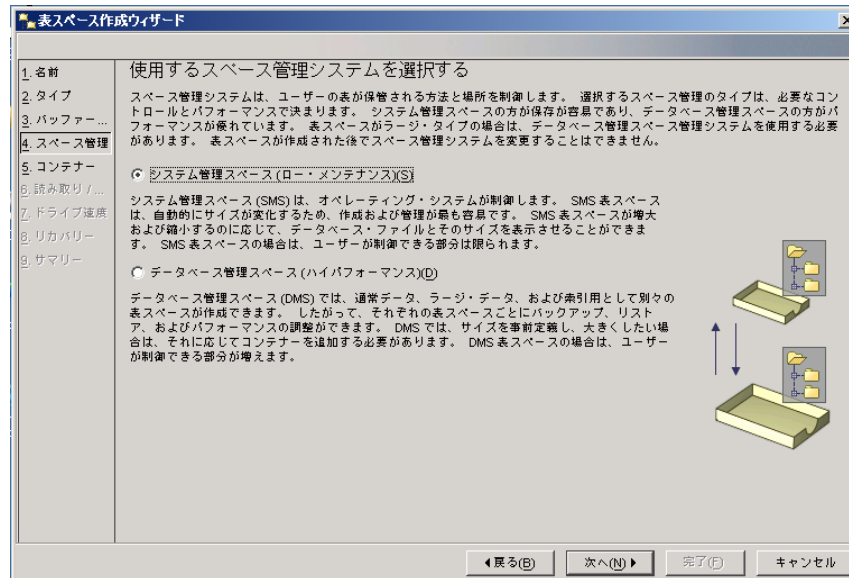 表スペース作成ウィザード
1. 名前
2. タイプ
3. バッファー...
4. スペース管理
5. コンテナー
6. 読み取り / ...
7. ドライブ速度
8. リカバリー
9. サマリー
使用するスペース管理システムを選択する
スペース管理システムは、ユーザーの表が保管される方法と場所を制御します。 選択するスペース管理のタイプは、必要なコン
トロールとパフォーマンスで決まります。 システム管理スペースの方が保存が容易であり、データベース管理スペースの方がパ
フォーマンスが優れています。 表スペースがラージ・タイプの場合は、データベース管理スペース管理システムを使用する必要
があります。 表スペースが作成された後でスペース管理システムを変更することはできません。
システム管理スペース (ロー・メンテナンス)(S)
システム管理スペース (SMS) は、オペレーティング・システムが制御します。 SMS 表スペース
は、自動的にサイズが変化するため、作成および管理が最も容易です。 SMS 表スペースが増大
および縮小するのに応じて、データベース・ファイルとそのサイズを表示させることができま
す。 SMS 表スペースの場合は、ユーザーが制御できる部分は限られます。
データベース管理スペース (ハイパフォーマンス)(D)
データベース管理スペース (DMS) では、通常データ、ラージ・データ、および索引用として別々の
表スペースが作成できます。 したがって、それぞれの表スペースごとにバックアップ、リスト
ア、およびパフォーマンスの調整ができます。 DMS では、サイズを事前定義し、大きくしたい場
合は、それに応じてコンテナーを追加する必要があります。 DMS 表スペースの場合は、ユーザー
が制御できる部分が増えます。
戻る(B)
次へ(N)
完了(F)
キャンセル